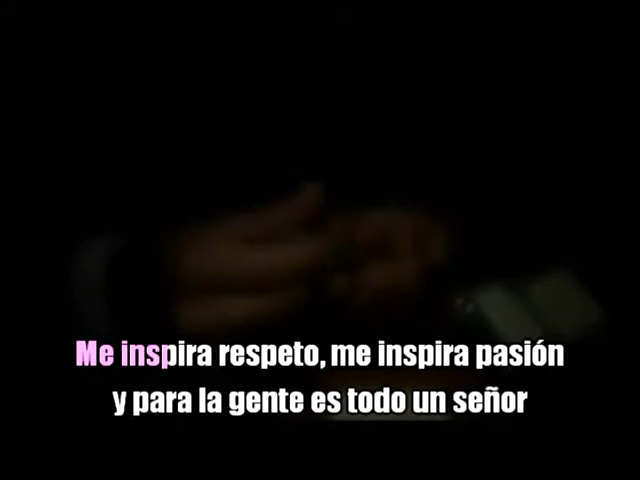 Me inspira respeto, me inspira pasión
y para la gente es todo un señor